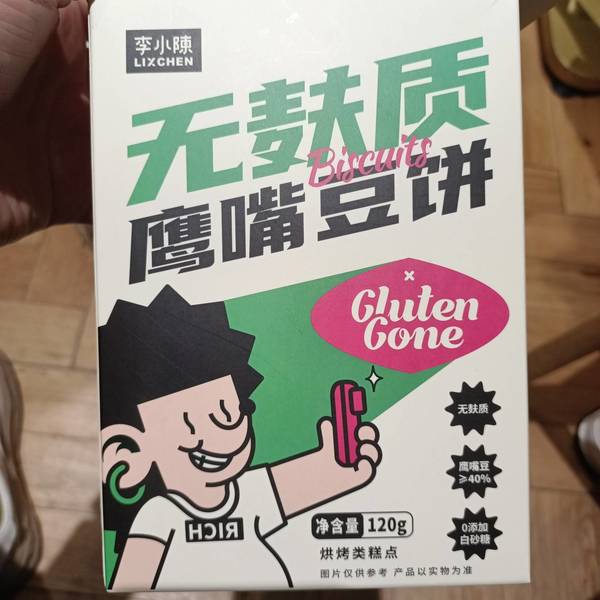 李小陳
LIXCHEN
无麸质
Biscuits
鹰嘴豆饼
Gluten
Gone
无麸质
鹰嘴豆
≥40%
0添加
白砂糖
RICH
净含量 120g
烘烤类糕点
图片仅供参考 产品以实物为准